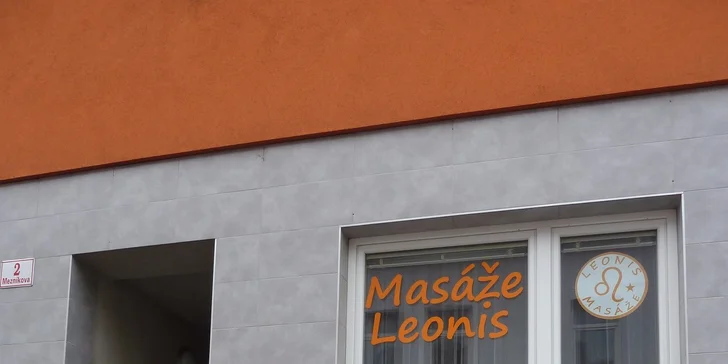 2
Mezníkova
Masáže
Leonis
LEONIS
MASÁŽE